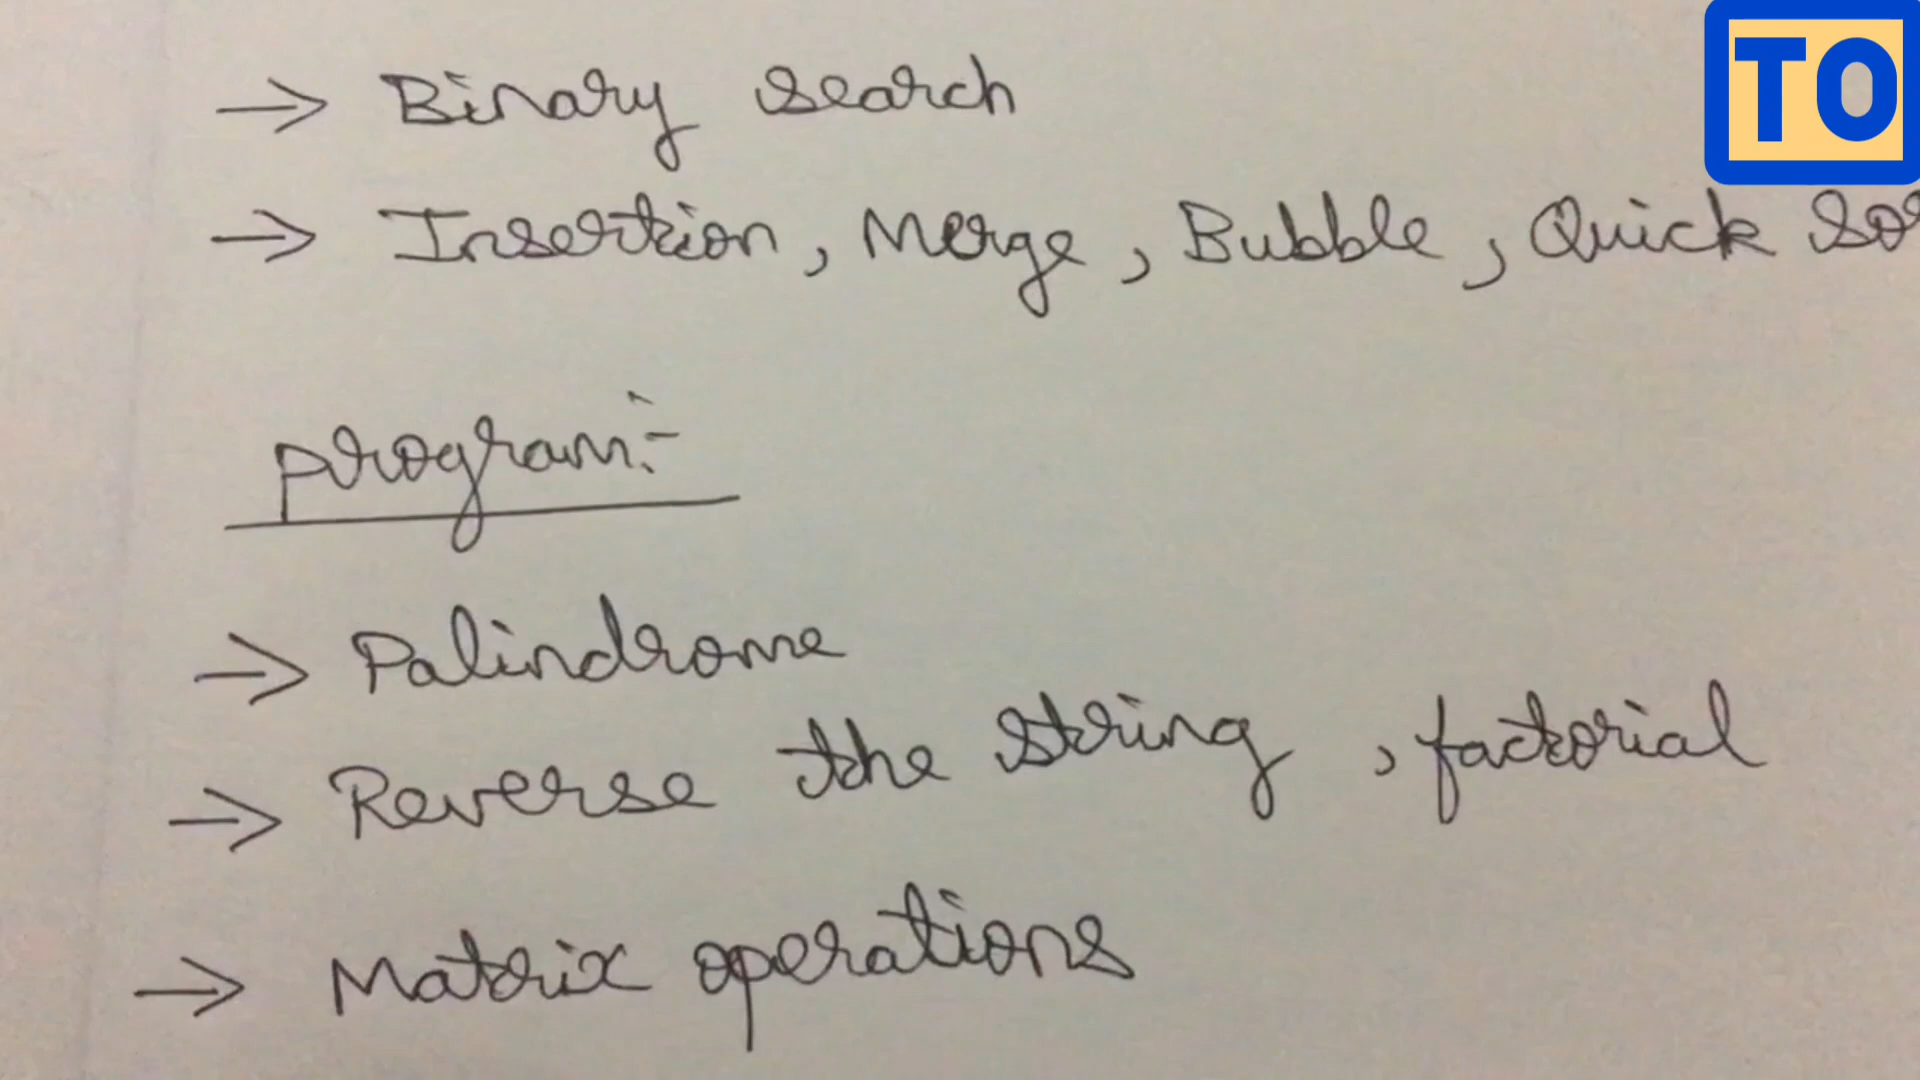 TO
→ Binary search
→ Insertion, Merge, Bubble, Quick
program:-
→ Palindrome
→ Reverse the string, factorial
→ Matrix operations